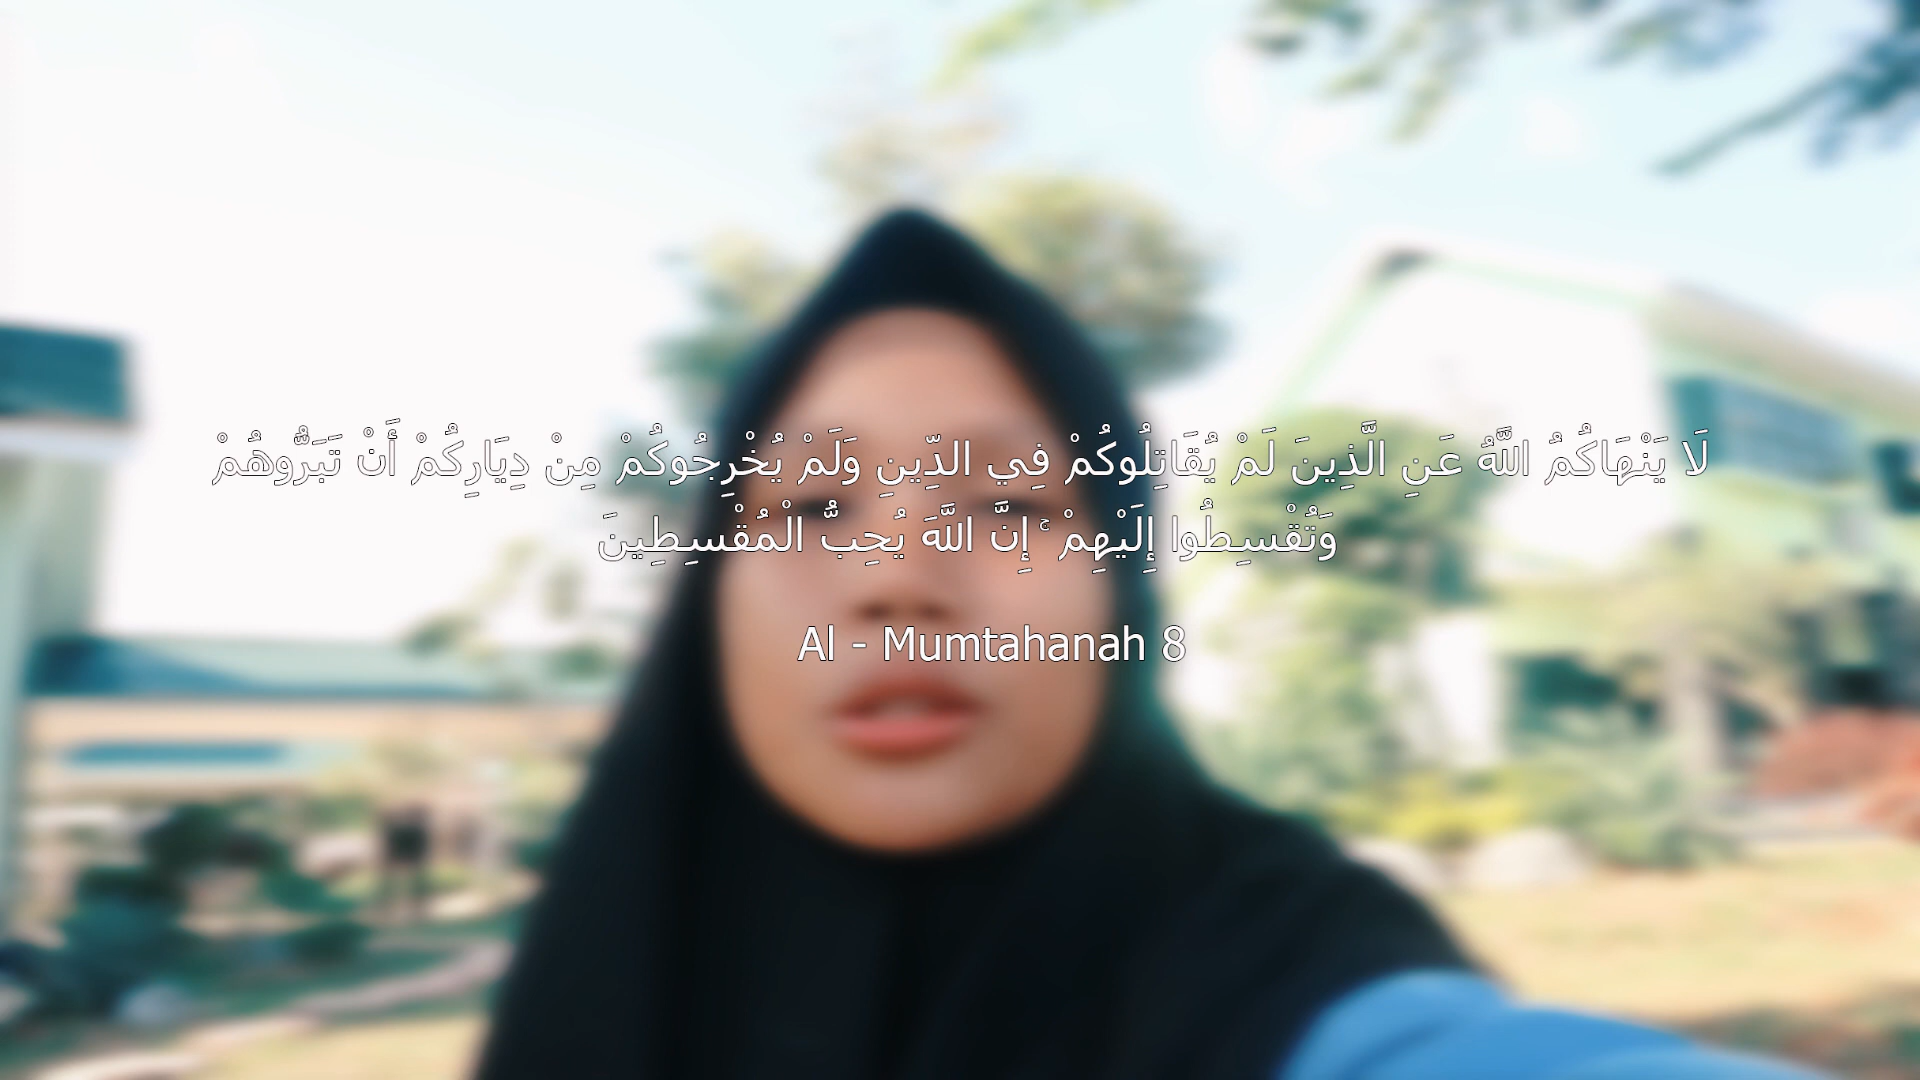 لَا يَنْهَاكُمُ اللَّهُ عَنِ الَّذِينَ لَمْ يُقَاتِلُوكُمْ فِي الدِّينِ وَلَمْ يُخْرِجُوكُمْ مِنْ دِيَارِكُمْ أَنْ تَبَرُّوهُمْ
وَتُقْسِطُوا إِلَيْهِمْ ۚ إِنَّ اللَّهَ يُحِبُّ الْمُقْسِطِينَ
Al - Mumtahanah 8